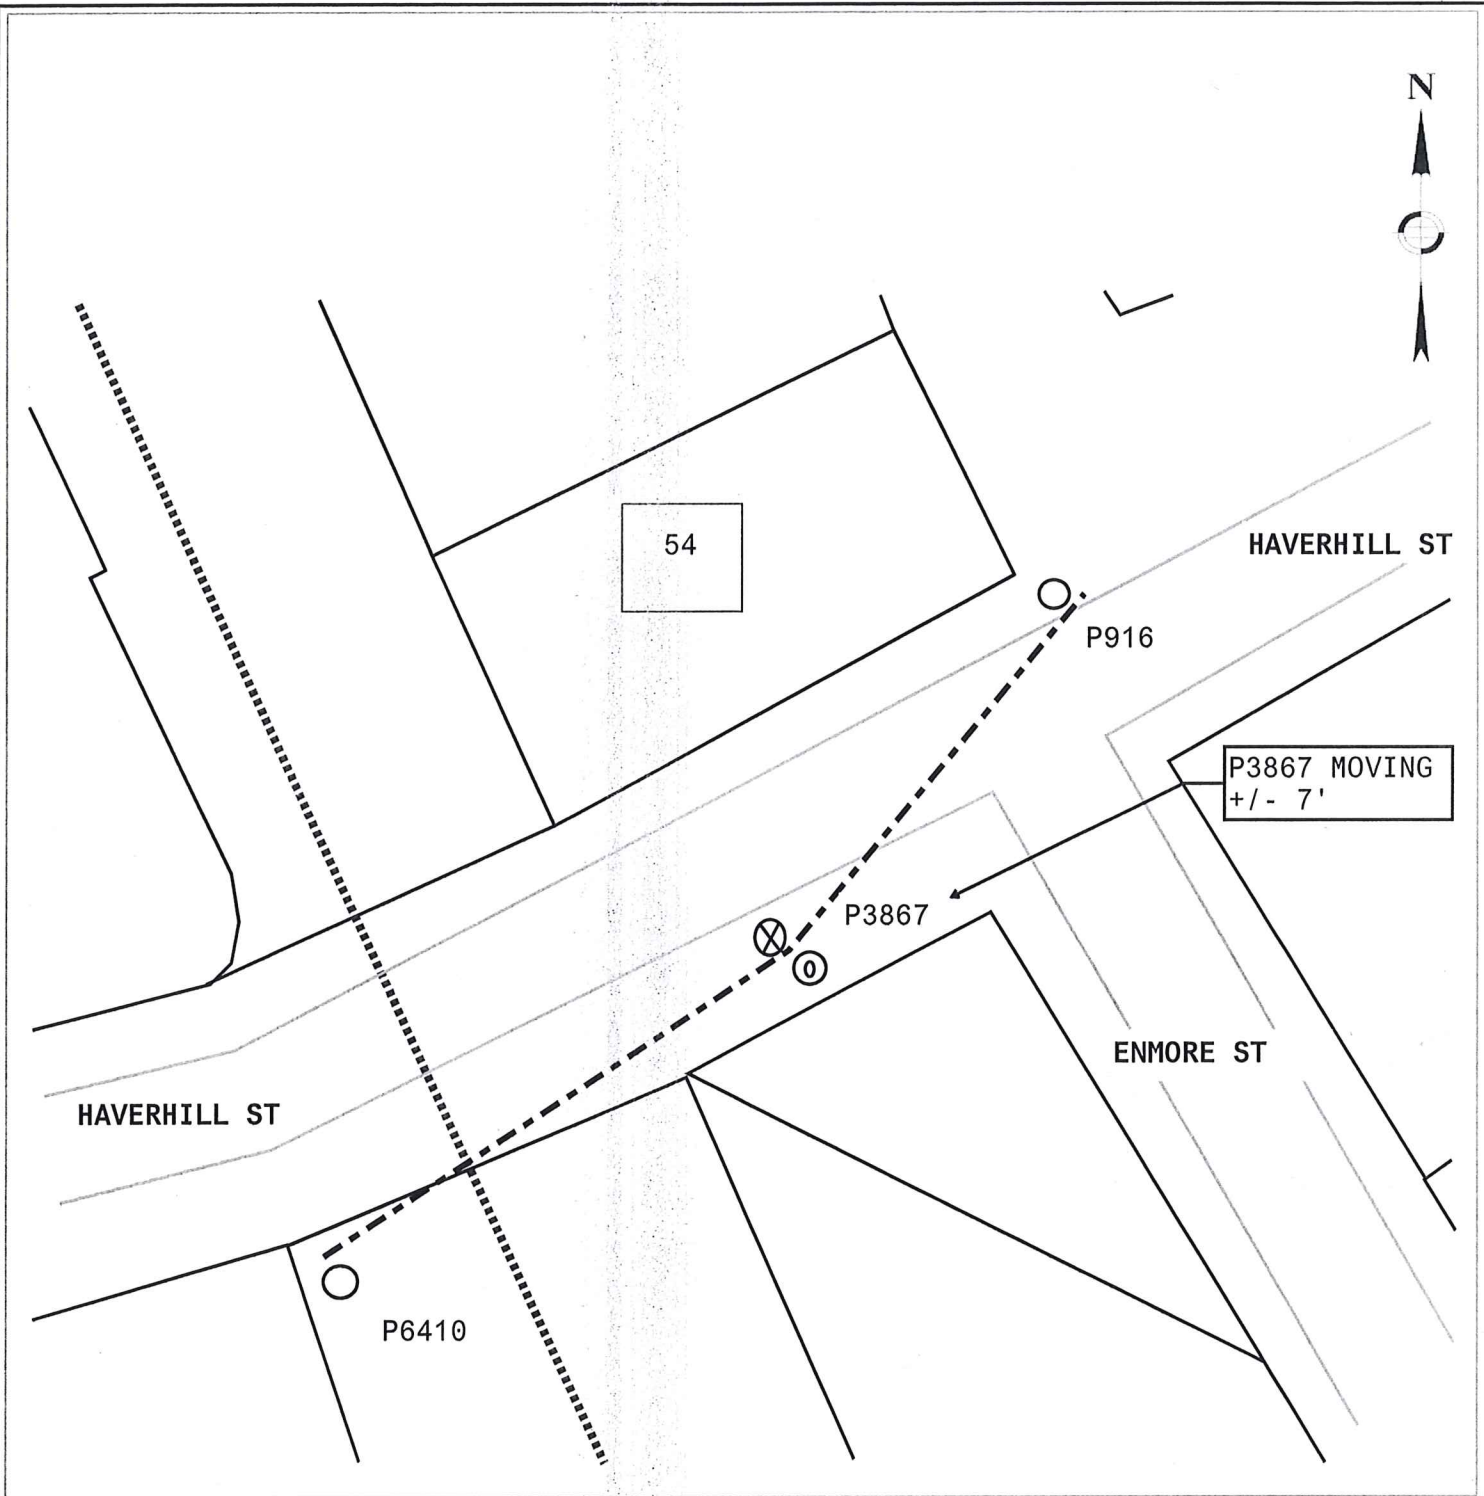 N
54
HAVERHILL ST
P916
P3867 MOVING
+/- 7'
P3867
ENMORE ST
HAVERHILL ST
P6410